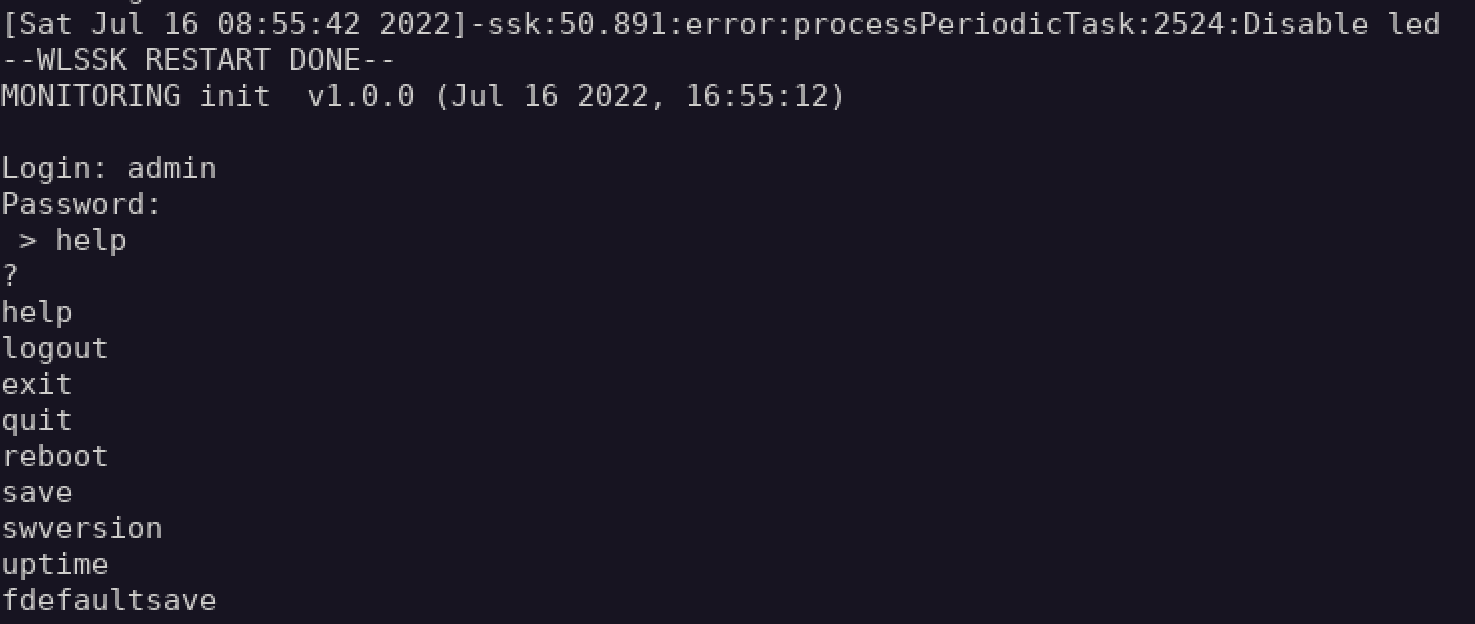 [Sat Jul 16 08:55:42 2022]-ssk:50.891:error:processPeriodicTask:2524:Disable led
--WLSSK RESTART DONE--
MONITORING init  v1.0.0 (Jul 16 2022, 16:55:12)
Login: admin
Password:
 > help
?
help
logout
exit
quit
reboot
save
swversion
uptime
fdefaultsave